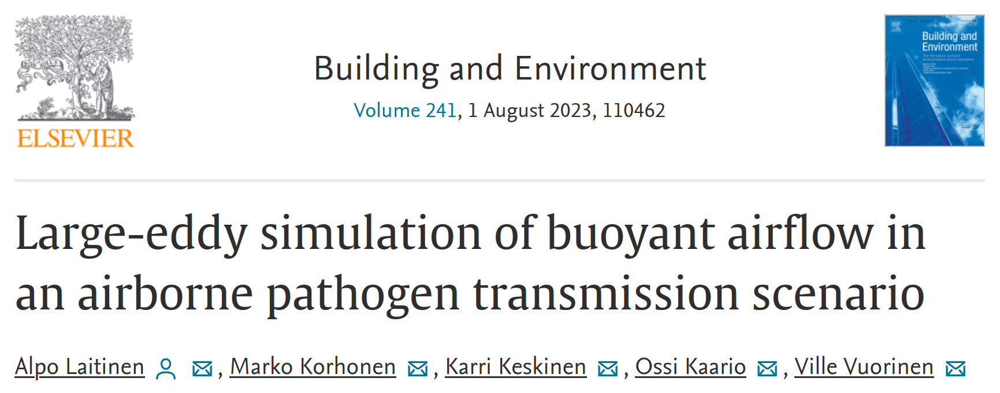 ELSEVIER
Building and Environment
Volume 241, 1 August 2023, 110462
Building and
Environment
Large-eddy simulation of buoyant airflow in
an airborne pathogen transmission scenario
Alpo Laitinen , Marko Korhonen , Karri Keskinen , Ossi Kaario , Ville Vuorinen